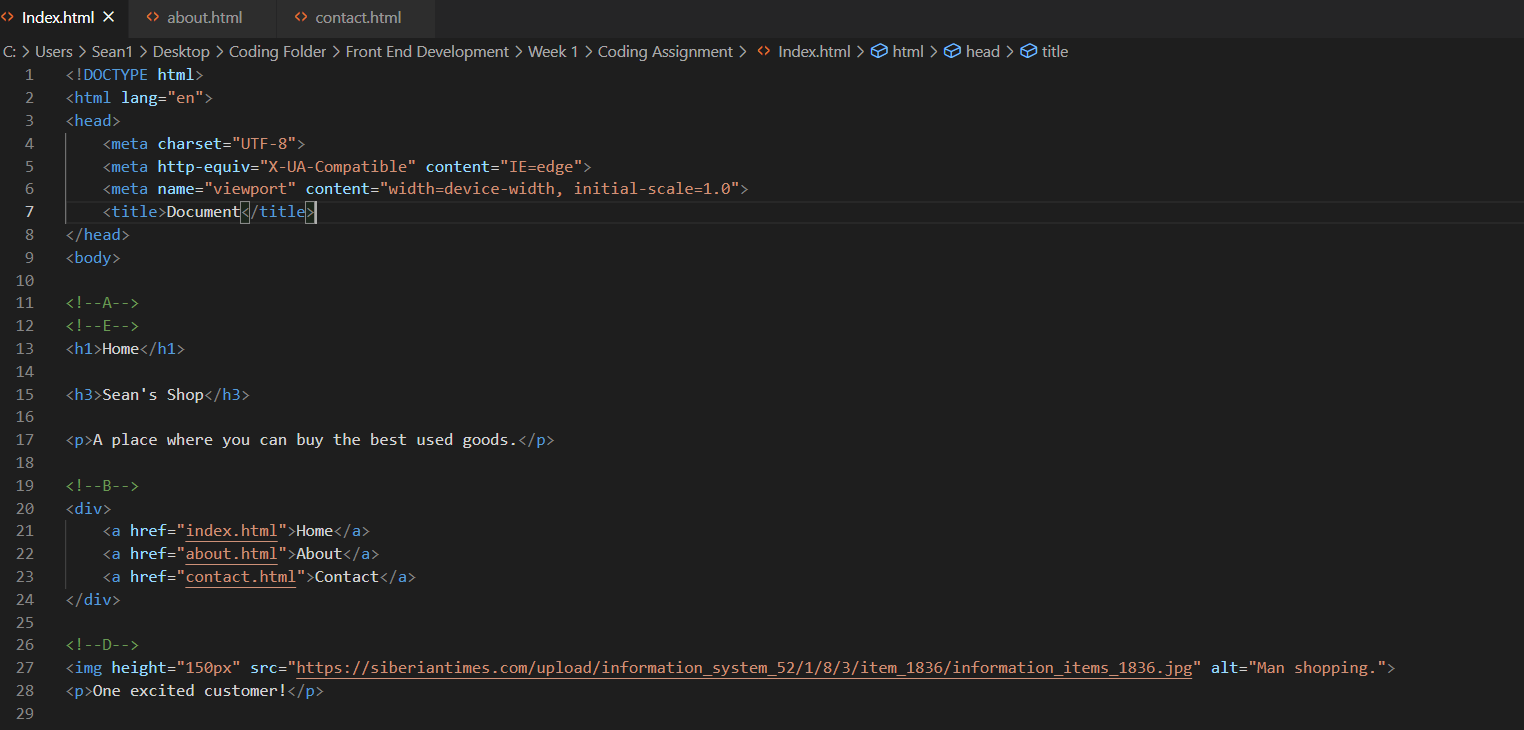 Index.html about.html contact.html
C: > Users > Sean1 > Desktop > Coding Folder > Front End Development > Week 1 > Coding Assignment > <> Index.html > html > head > title
1 <!DOCTYPE html>
2 <html lang="en">
3 <head>
4 <meta charset="UTF-8">
5 <meta http-equiv="X-UA-Compatible" content="IE=edge">
6 <meta name="viewport" content="width=device-width, initial-scale=1.0">
7 <title>Document</title>
8 </head>
9 <body>
10
11 <!--A-->
12 <!--E-->
13 <h1>Home</h1>
14
15 <h3>Sean's Shop</h3>
16
17 <p>A place where you can buy the best used goods.</p>
18
19 <!--B-->
20 <div>
21 <a href="index.html">Home</a>
22 <a href="about.html">About</a>
23 <a href="contact.html">Contact</a>
24 </div>
25
26 <!--D-->
27 <img height="150px" src="https://siberiantimes.com/upload/information_system_52/1/8/3/item_1836/information_items_1836.jpg" alt="Man shopping.">
28 <p>One excited customer!</p>
29